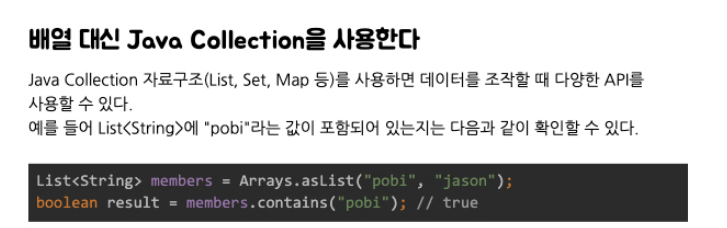 배열 대신 Java Collection을 사용한다
Java Collection 자료구조(List, Set, Map 등)를 사용하면 데이터를 조작할 때 다양한 API를
사용할 수 있다.
예를 들어 List<String>에 "pobi"라는 값이 포함되어 있는지는 다음과 같이 확인할 수 있다.
List<String> members = Arrays.asList("pobi", "jason");
boolean result = members.contains("pobi"); // true